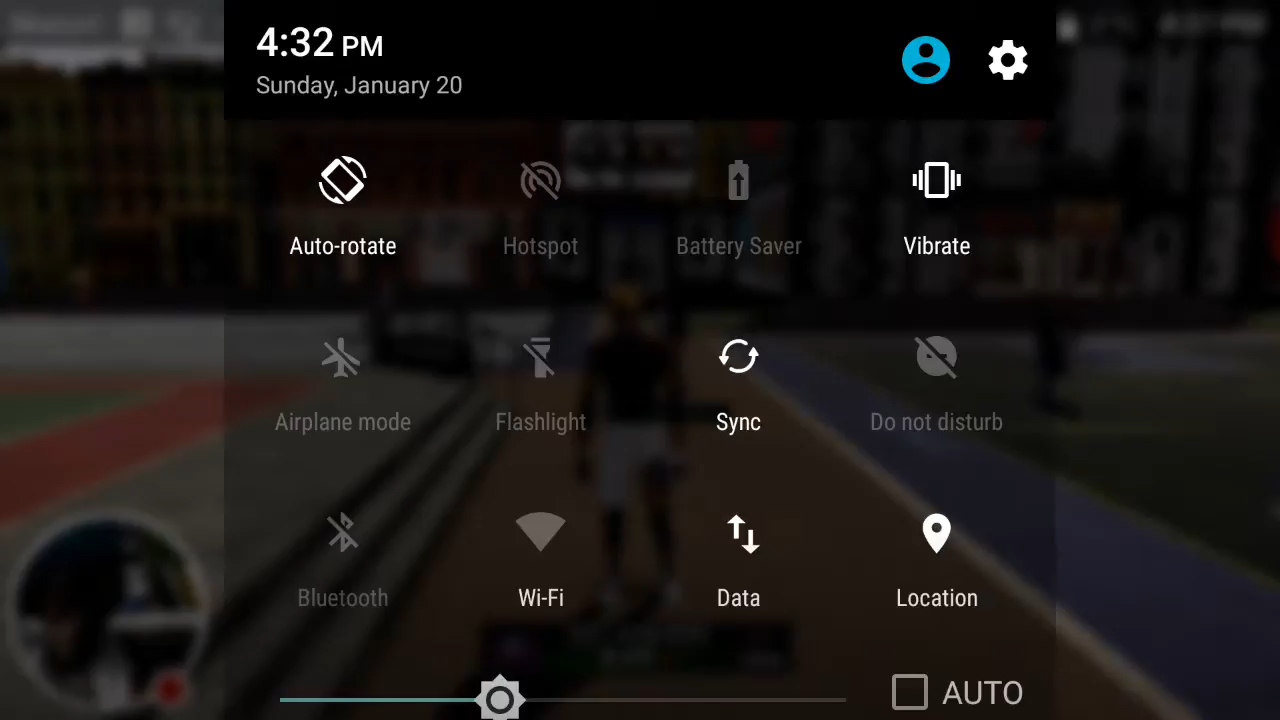 4:32 PM
Sunday, January 20
Auto-rotate
Hotspot
Battery Saver
Vibrate
Airplane mode
Flashlight
Sync
Do not disturb
Bluetooth
Wi-Fi
Data
Location
AUTO